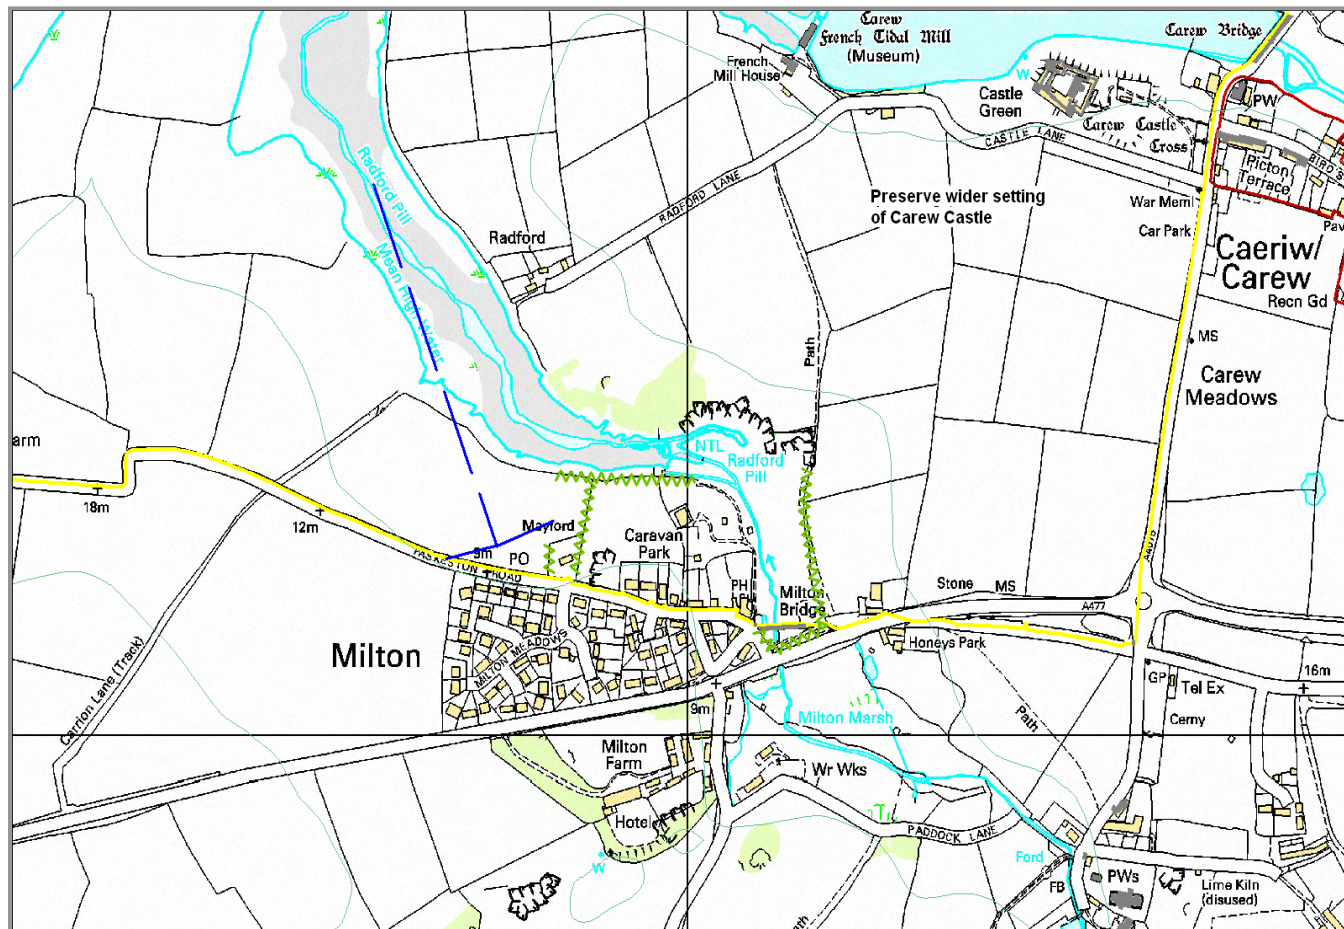 Carew
French Tidal Mill
(Museum)
Carew Bridge
French
Mill House
W
Castle
Green
PW
CASTLE LANE
Carew Castle
Cross
BIRD S
Picton
Terrace
Radford Pill
RADFORD LANE
Preserve wider setting
of Carew Castle
War Meml
Car Park
Pav
Radford
Caeriw/
Carew
Recn Gd
Mean High Water
Path
MS
Carew
Meadows
arm
NTL
Radford
Pill
18m
12m
Mayford
9m
PO
PASKESTON ROAD
Caravan
Park
A4075
PH
Milton
Bridge
Stone
MS
A477
Honeys Park
MILTON MEADOWS
Milton
Carrion Lane (Track)
GP
Tel Ex
16m
9m
Milton Marsh
Path
Cerny
Milton
Farm
Wr Wks
Hotel
PADDOCK LANE
W
Ford
FB
PWs
Lime Kiln
(disused)
ath